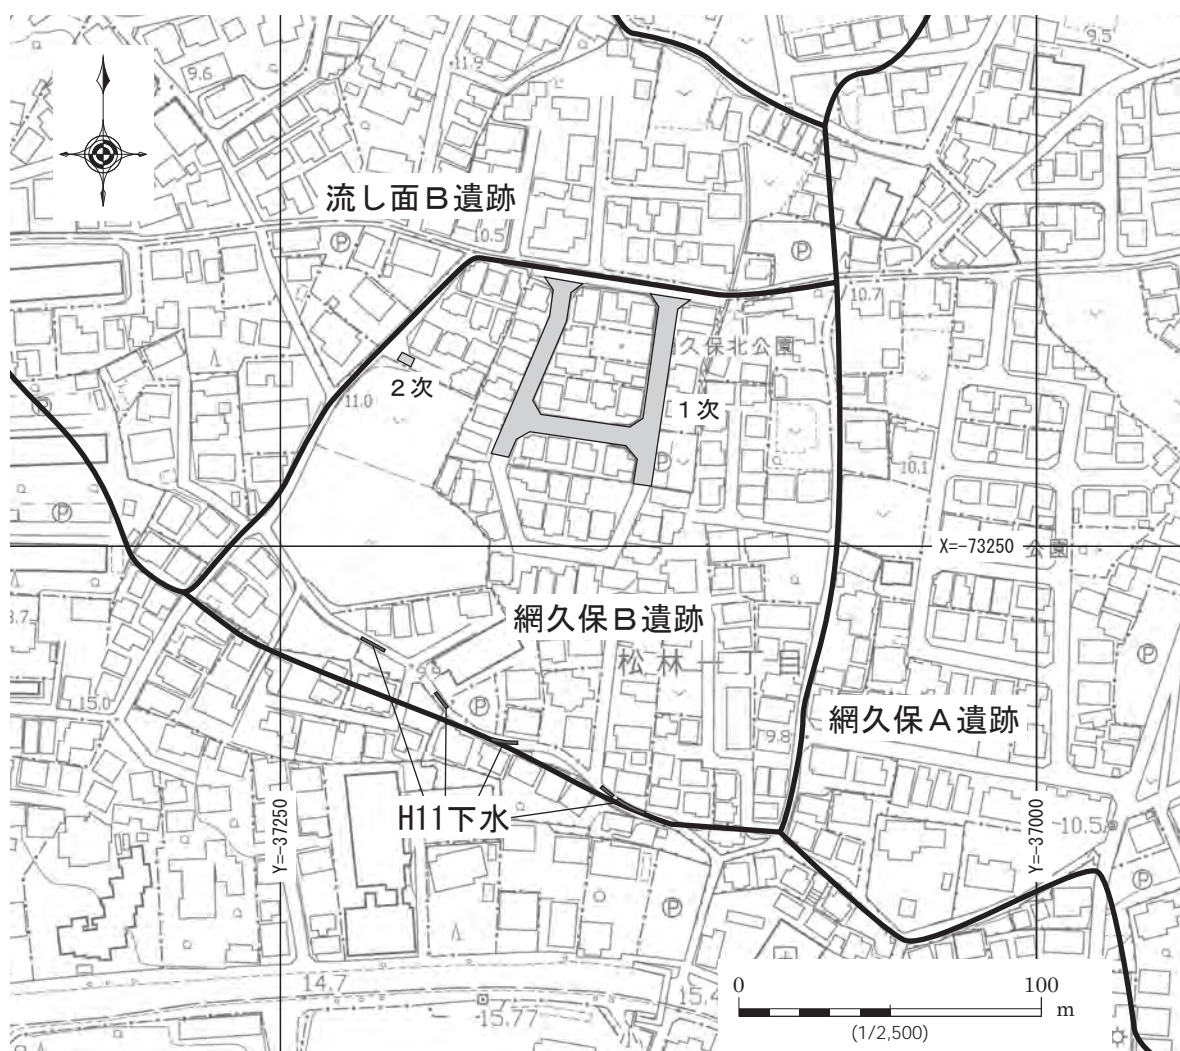 9.5
11.9
9.6
流し面B遺跡
10.5
P
P
10.7
久保北公園
2次
1次
11.0
P
P
10.1
P
X=-73250
公園
網久保B遺跡
松林一丁目
P
15.0
P
網久保A遺跡
9.8
H11下水
Y=-37250
Y=-37000
10.5
P
P
14.7
15.77
15.4
0
100
m
(1/2,500)